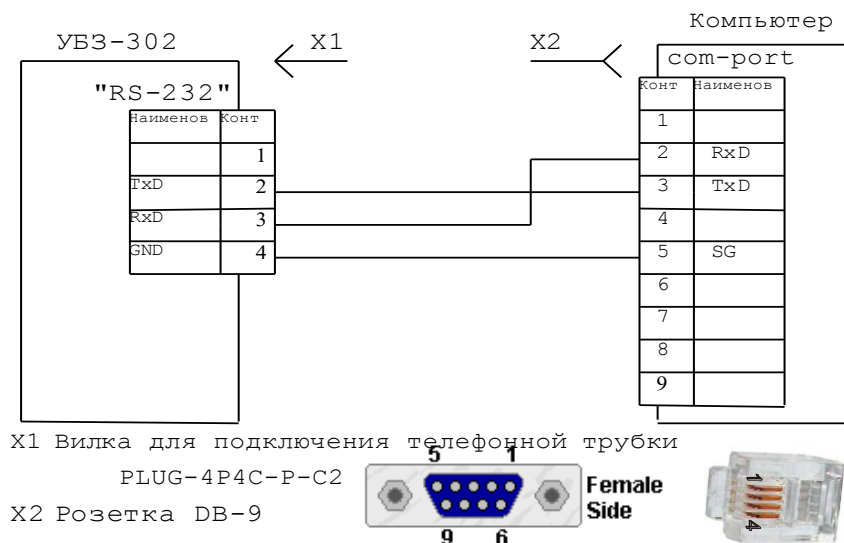 Компьютер
УБЗ-302
X1
X2
com-port
"RS-232"
Наименов Конт
1
TxD 2
RxD 3
GND 4
Конт Наименов
1
2 RxD
3 TxD
4
5 SG
6
7
8
9
X1 Вилка для подключения телефонной трубки
PLUG-4P4C-P-C2
X2 Розетка DB-9
5 1
Female
Side
9 6
1
4